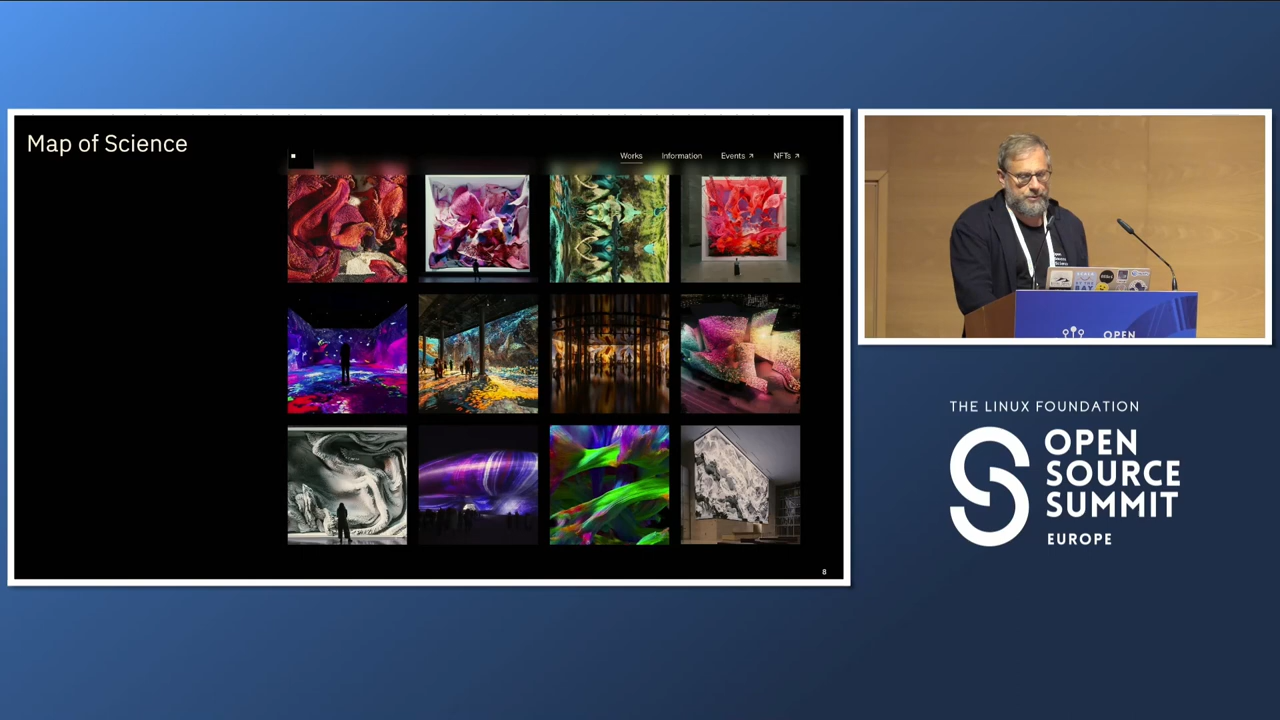 Map of Science
Works Information Events ↗ NFTs ↗
8
OPEN
THE LINUX FOUNDATION
OPEN
SOURCE
SUMMIT
EUROPE